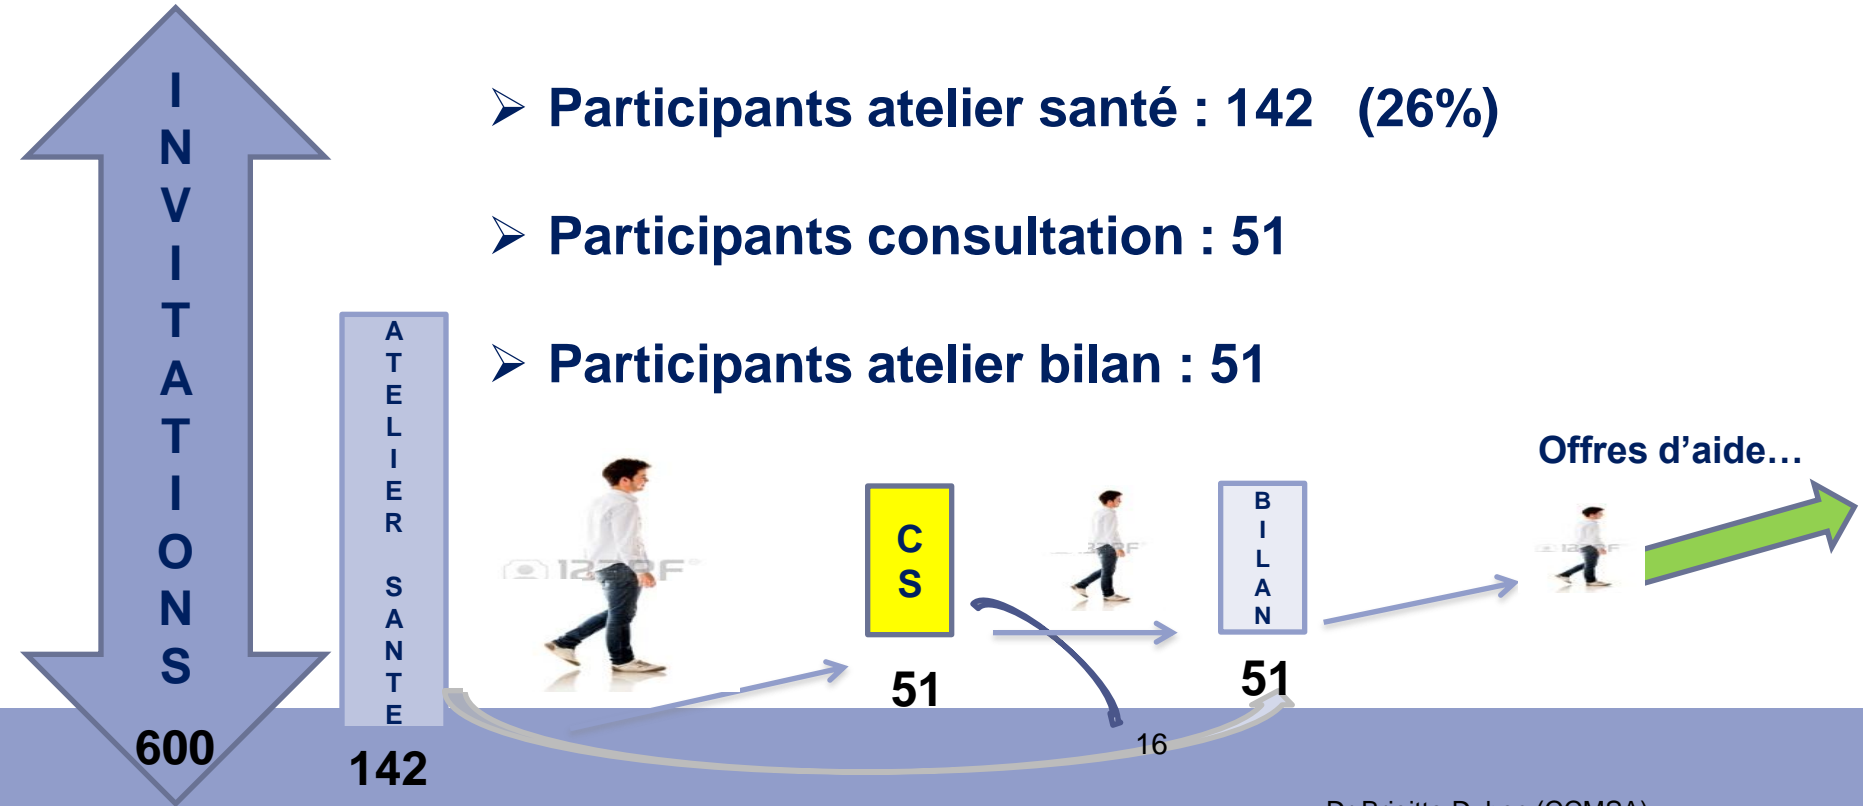 INVITATIONS
600
➢ Participants atelier santé : 142 (26%)
➢ Participants consultation : 51
➢ Participants atelier bilan : 51
ATELIER SANTE
142
CS
51
BILAN
51
Offres d’aide…
16